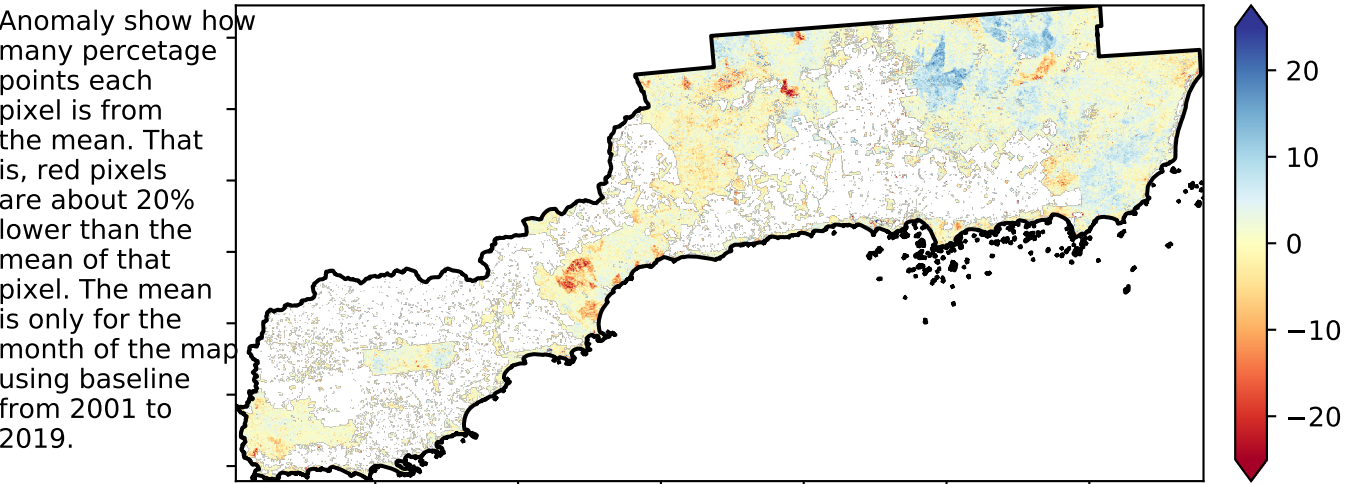 Anomaly show how
many percetage
points each
pixel is from
the mean. That
is, red pixels
are about 20%
lower than the
mean of that
pixel. The mean
is only for the
month of the map
using baseline
from 2001 to
2019.
20
10
0
−10
−20